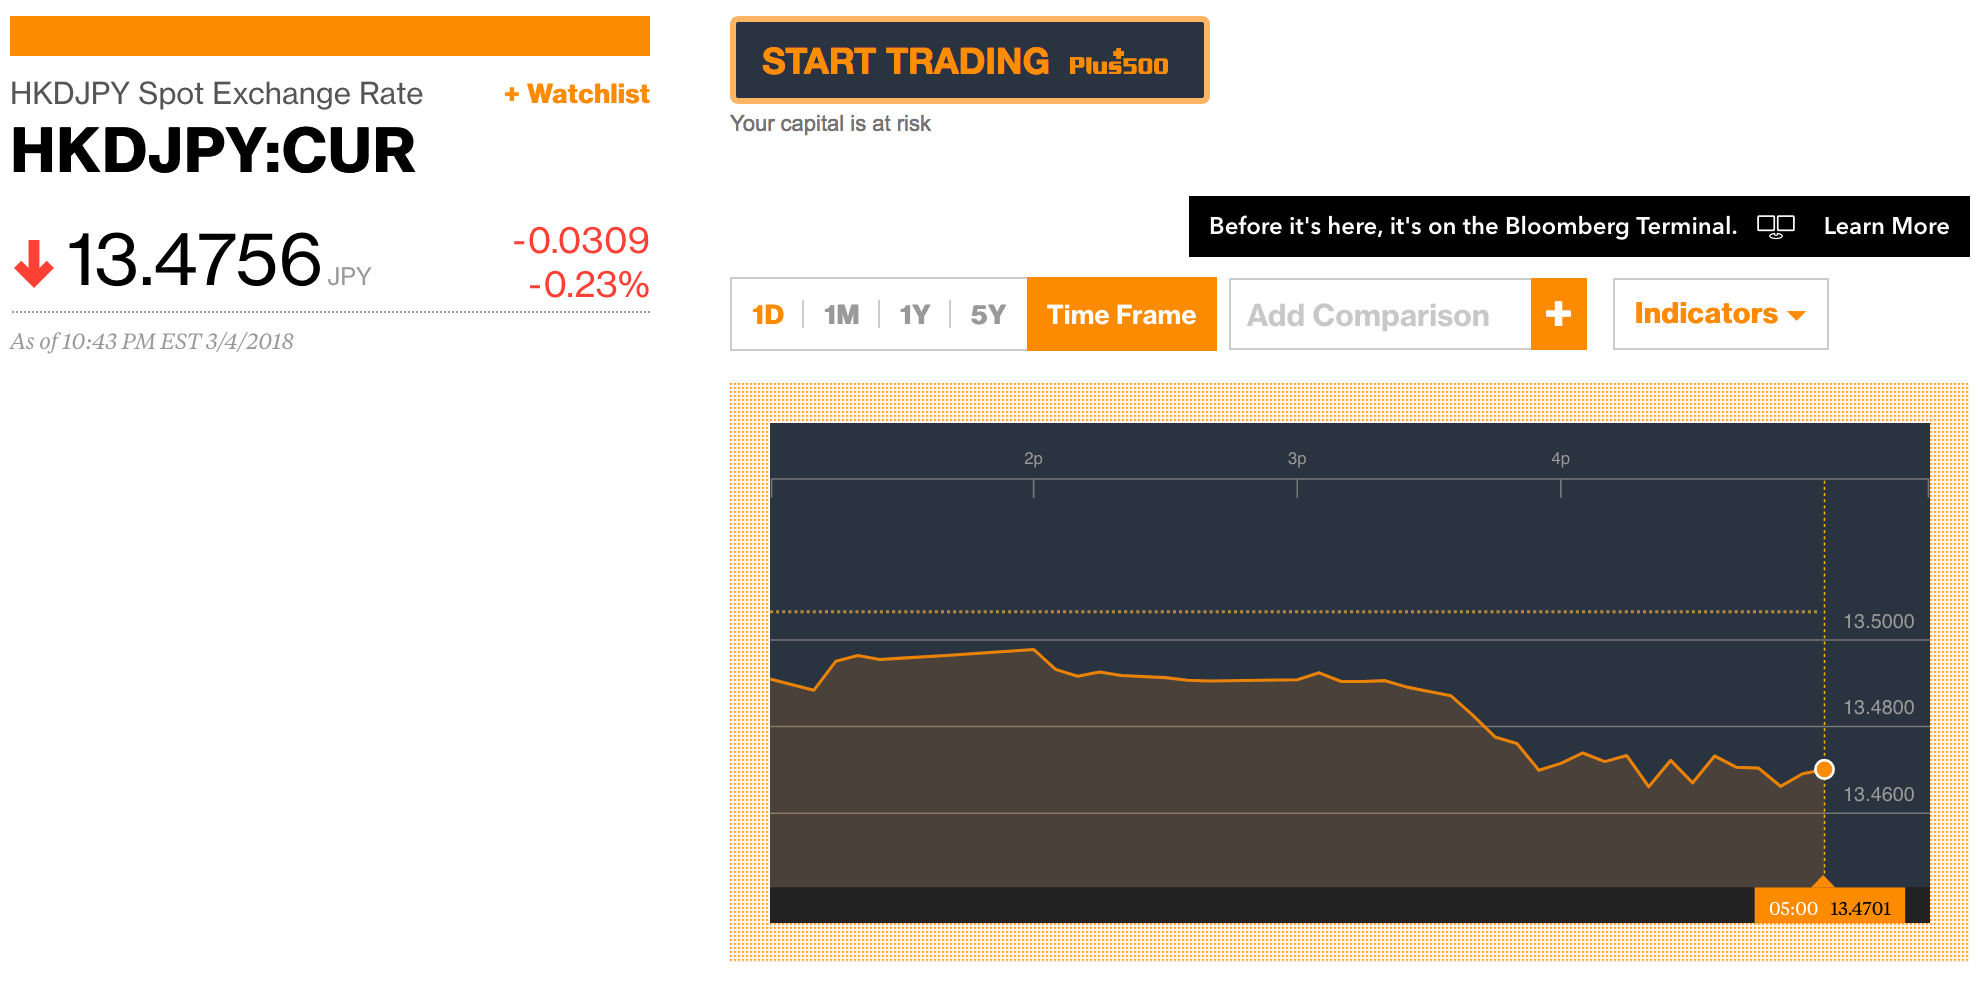 HKDJPY Spot Exchange Rate
+ Watchlist
HKDJPY:CUR
13.4756 JPY
-0.0309
-0.23%
As of 10:43 PM EST 3/4/2018
START TRADING Plus500
Your capital is at risk
Before it's here, it's on the Bloomberg Terminal. Learn More
1D 1M 1Y 5Y Time Frame Add Comparison + Indicators
2p 3p 4p
13.5000
13.4800
13.4600
05:00 13.4701